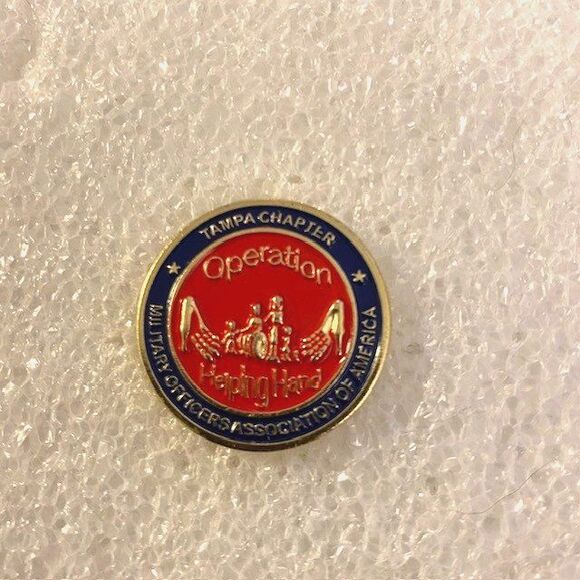 TAMPA CHAPTER
Operation
Helping Hand
MILITARY OFFICERS ASSOCIATION OF AMERICA